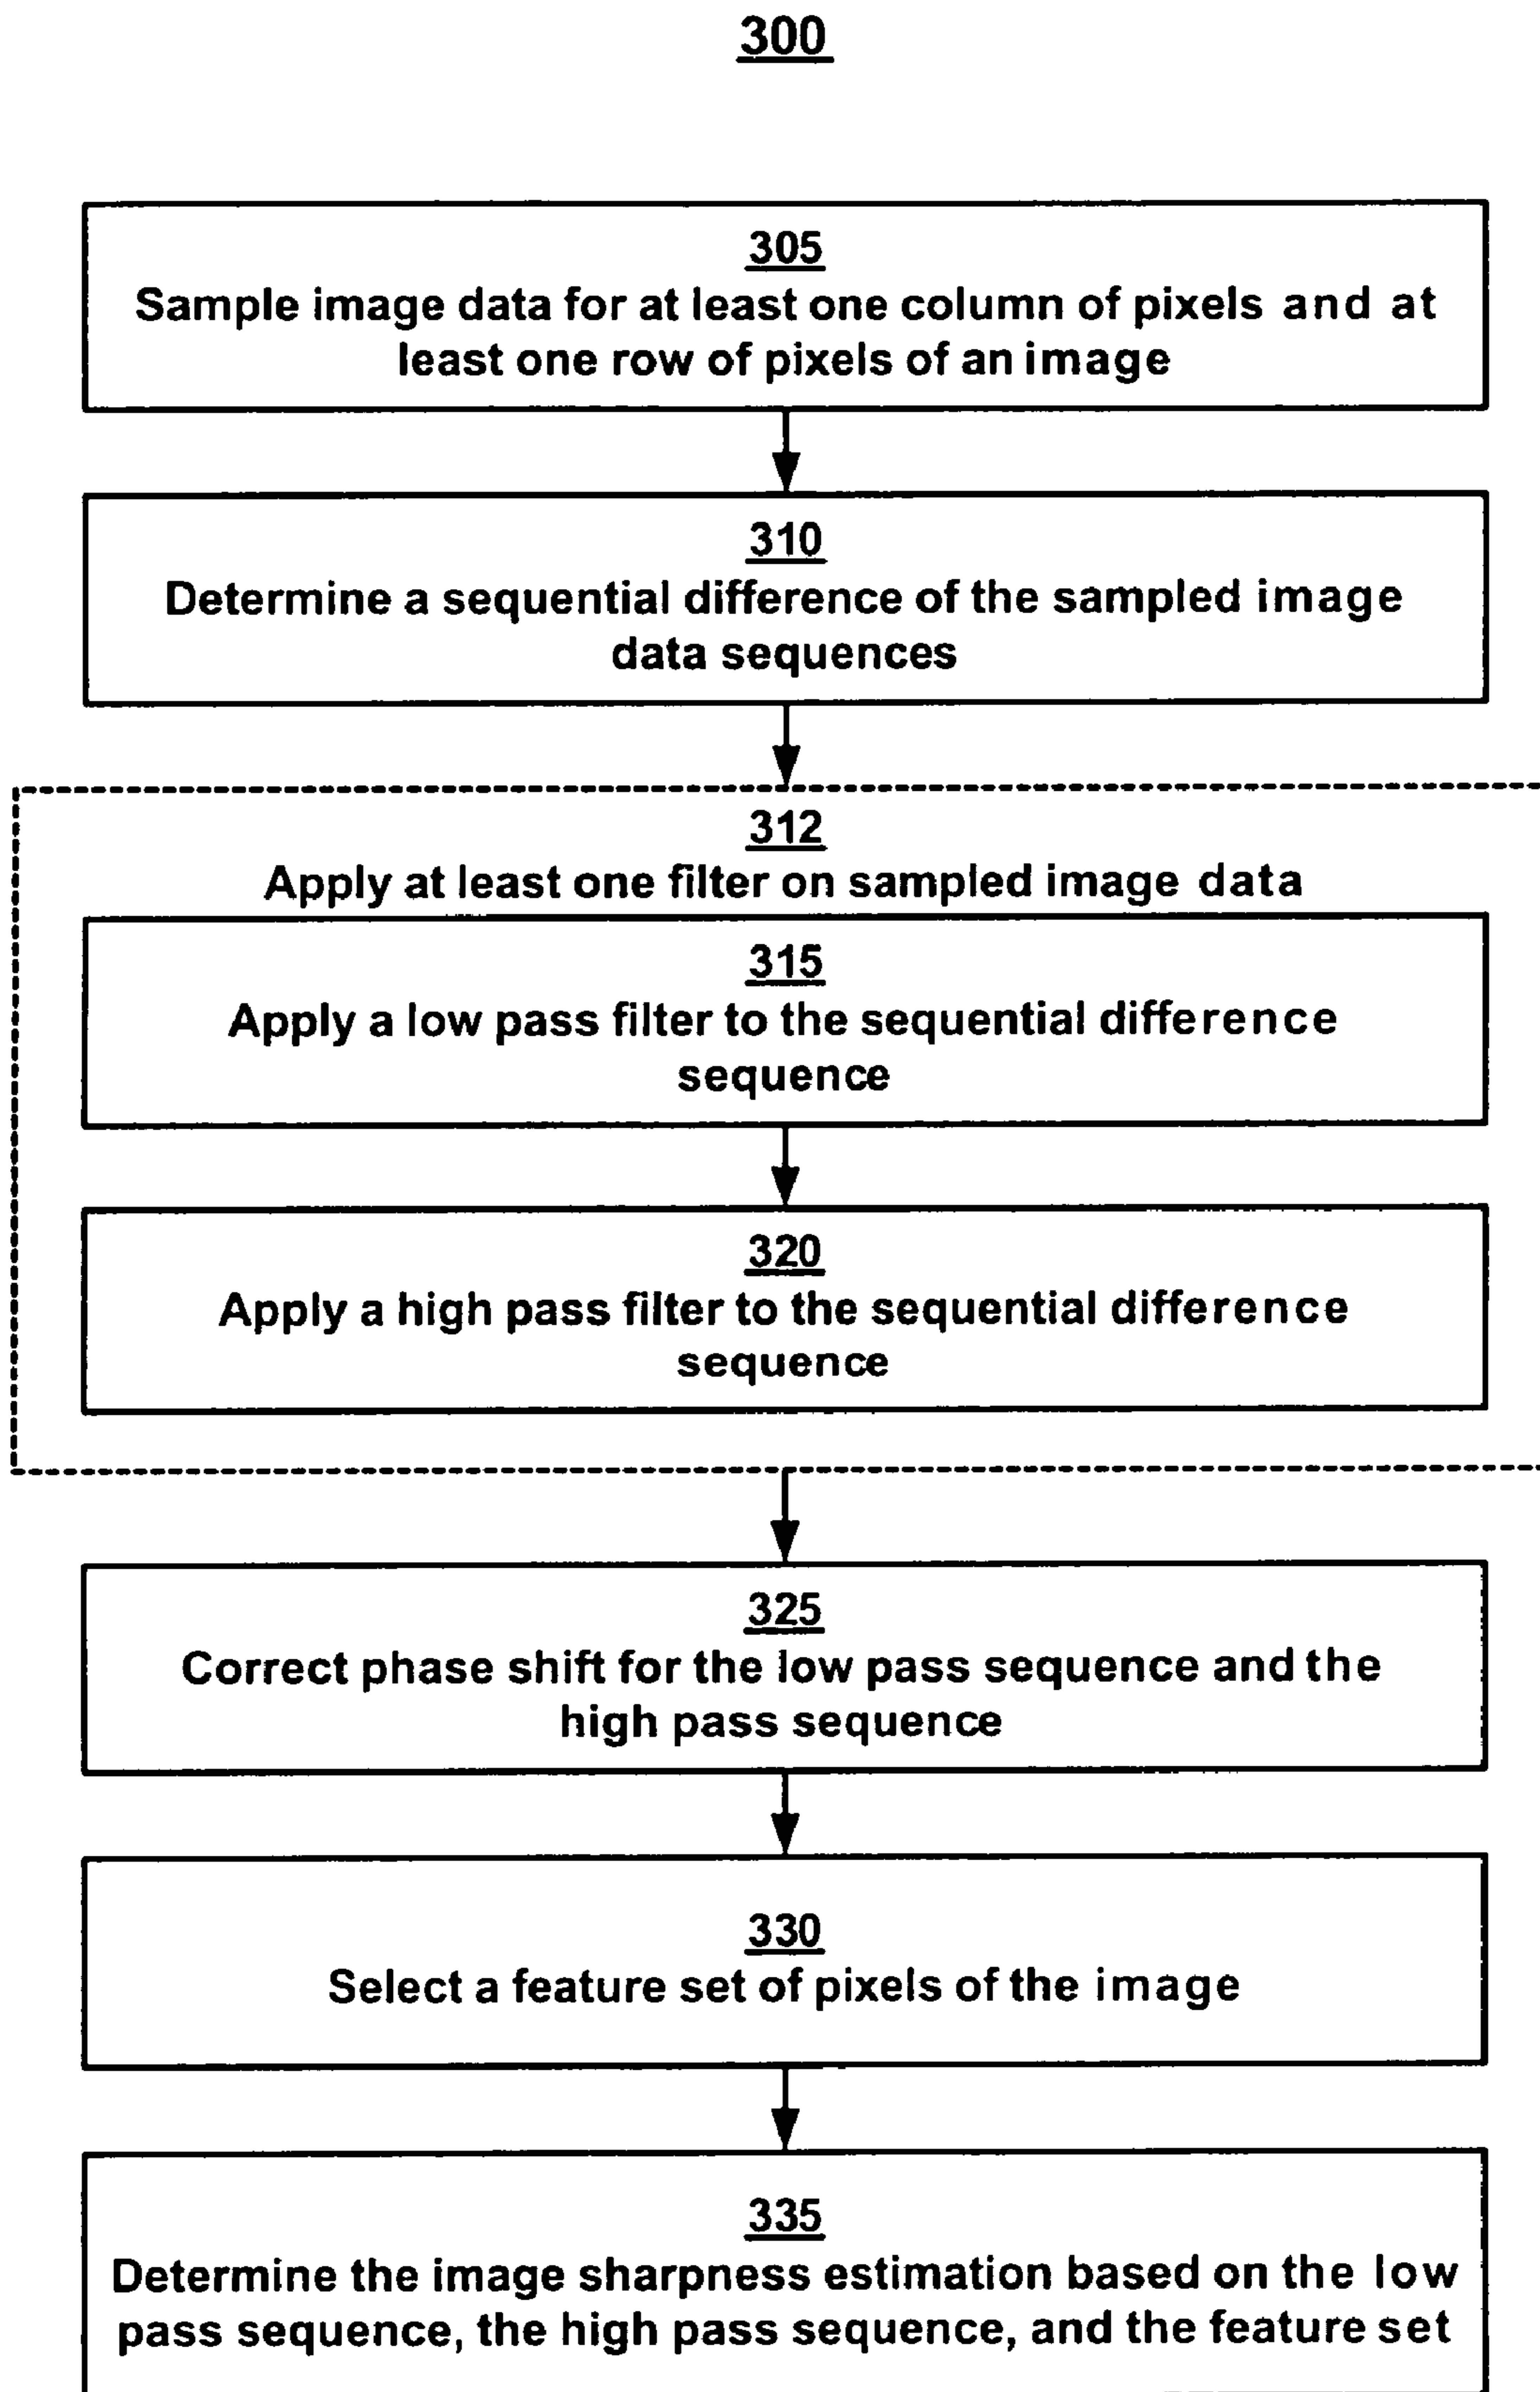 300
305
Sample image data for at least one column of pixels and at
least one row of pixels of an image
310
Determine a sequential difference of the sampled image
data sequences
312
Apply at least one filter on sampled image data
315
Apply a low pass filter to the sequential difference
sequence
320
Apply a high pass filter to the sequential difference
sequence
325
Correct phase shift for the low pass sequence and the
high pass sequence
330
Select a feature set of pixels of the image
335
Determine the image sharpness estimation based on the low
pass sequence, the high pass sequence, and the feature set